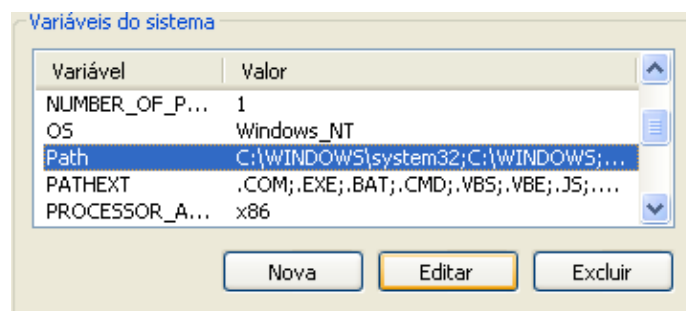 Variáveis do sistema
Variável Valor
NUMBER_OF_P... 1
OS Windows_NT
Path C:\WINDOWS\system32;C:\WINDOWS;...
PATHEXT .COM;.EXE;.BAT;.CMD;.VBS;.VBE;.JS;....
PROCESSOR_A... x86
Nova Editar Excluir